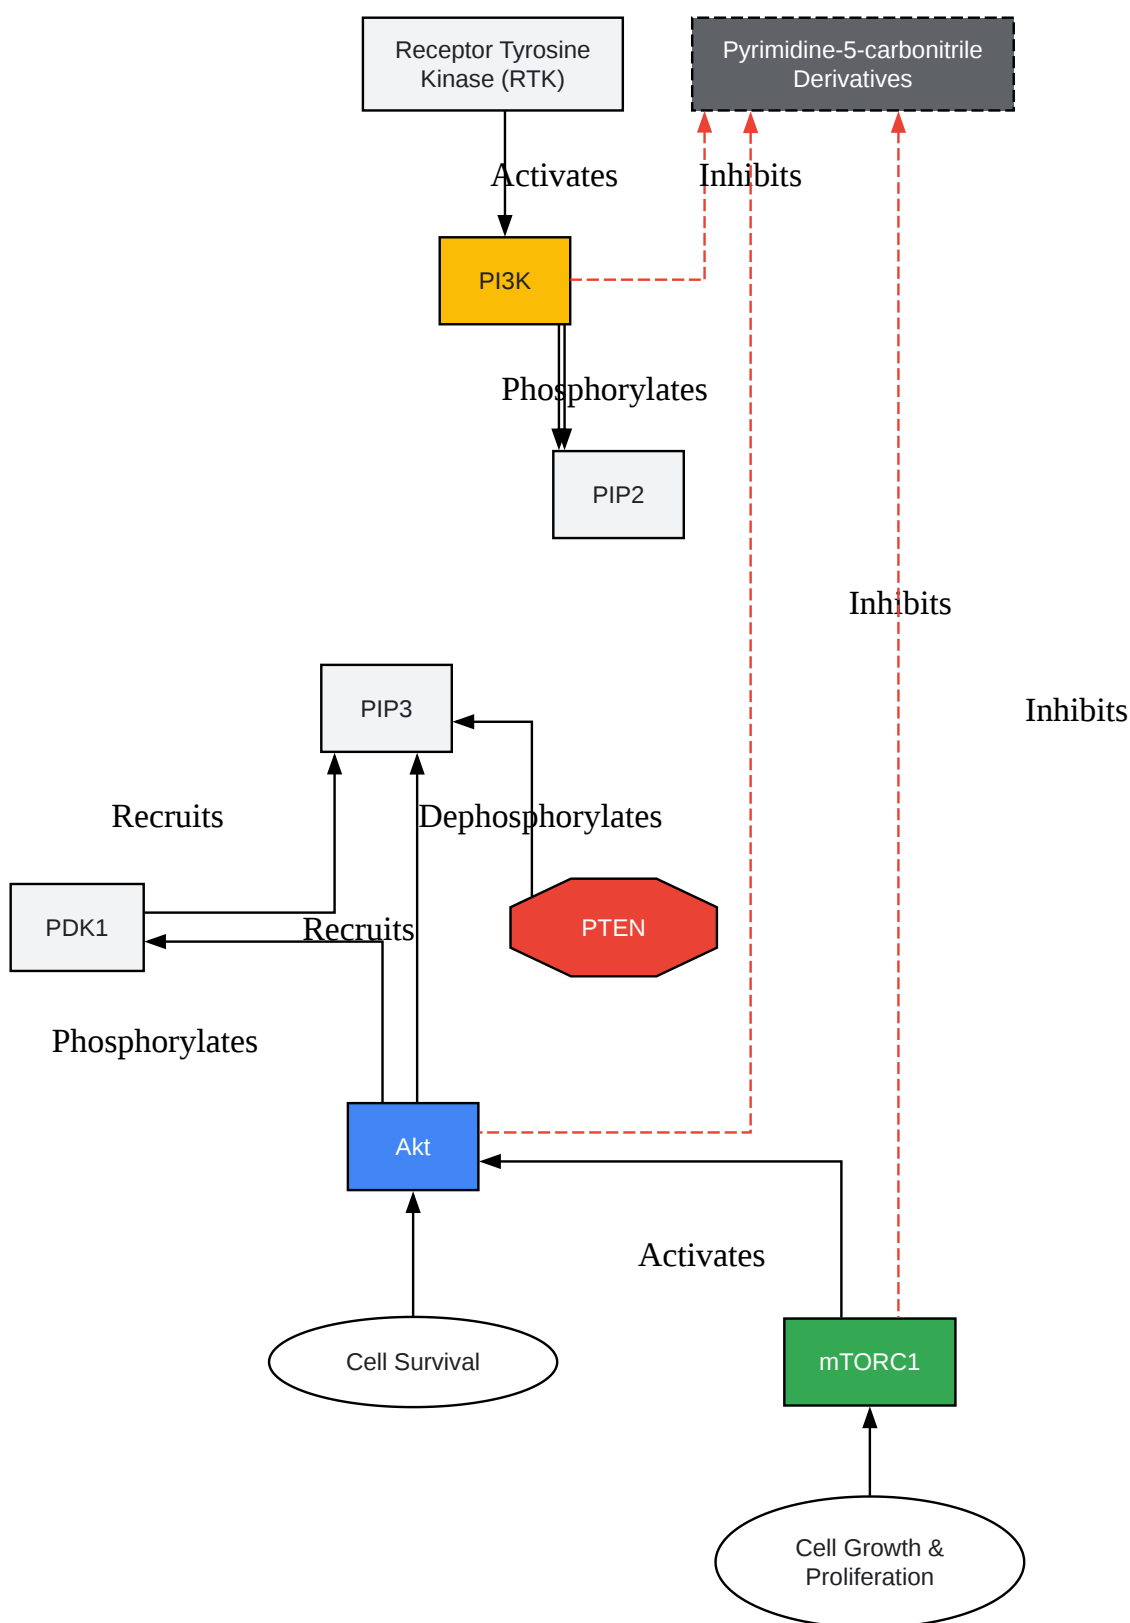 Receptor Tyrosine
Kinase (RTK)
Pyrimidine-5-carbonitrile
Derivatives
Activates
Inhibits
PI3K
Phosphorylates
PIP2
Inhibits
PIP3
Inhibits
Recruits
Dephosphorylates
PDK1
Recruits
PTEN
Phosphorylates
Akt
Activates
Cell Survival
mTORC1
Cell Growth &
Proliferation